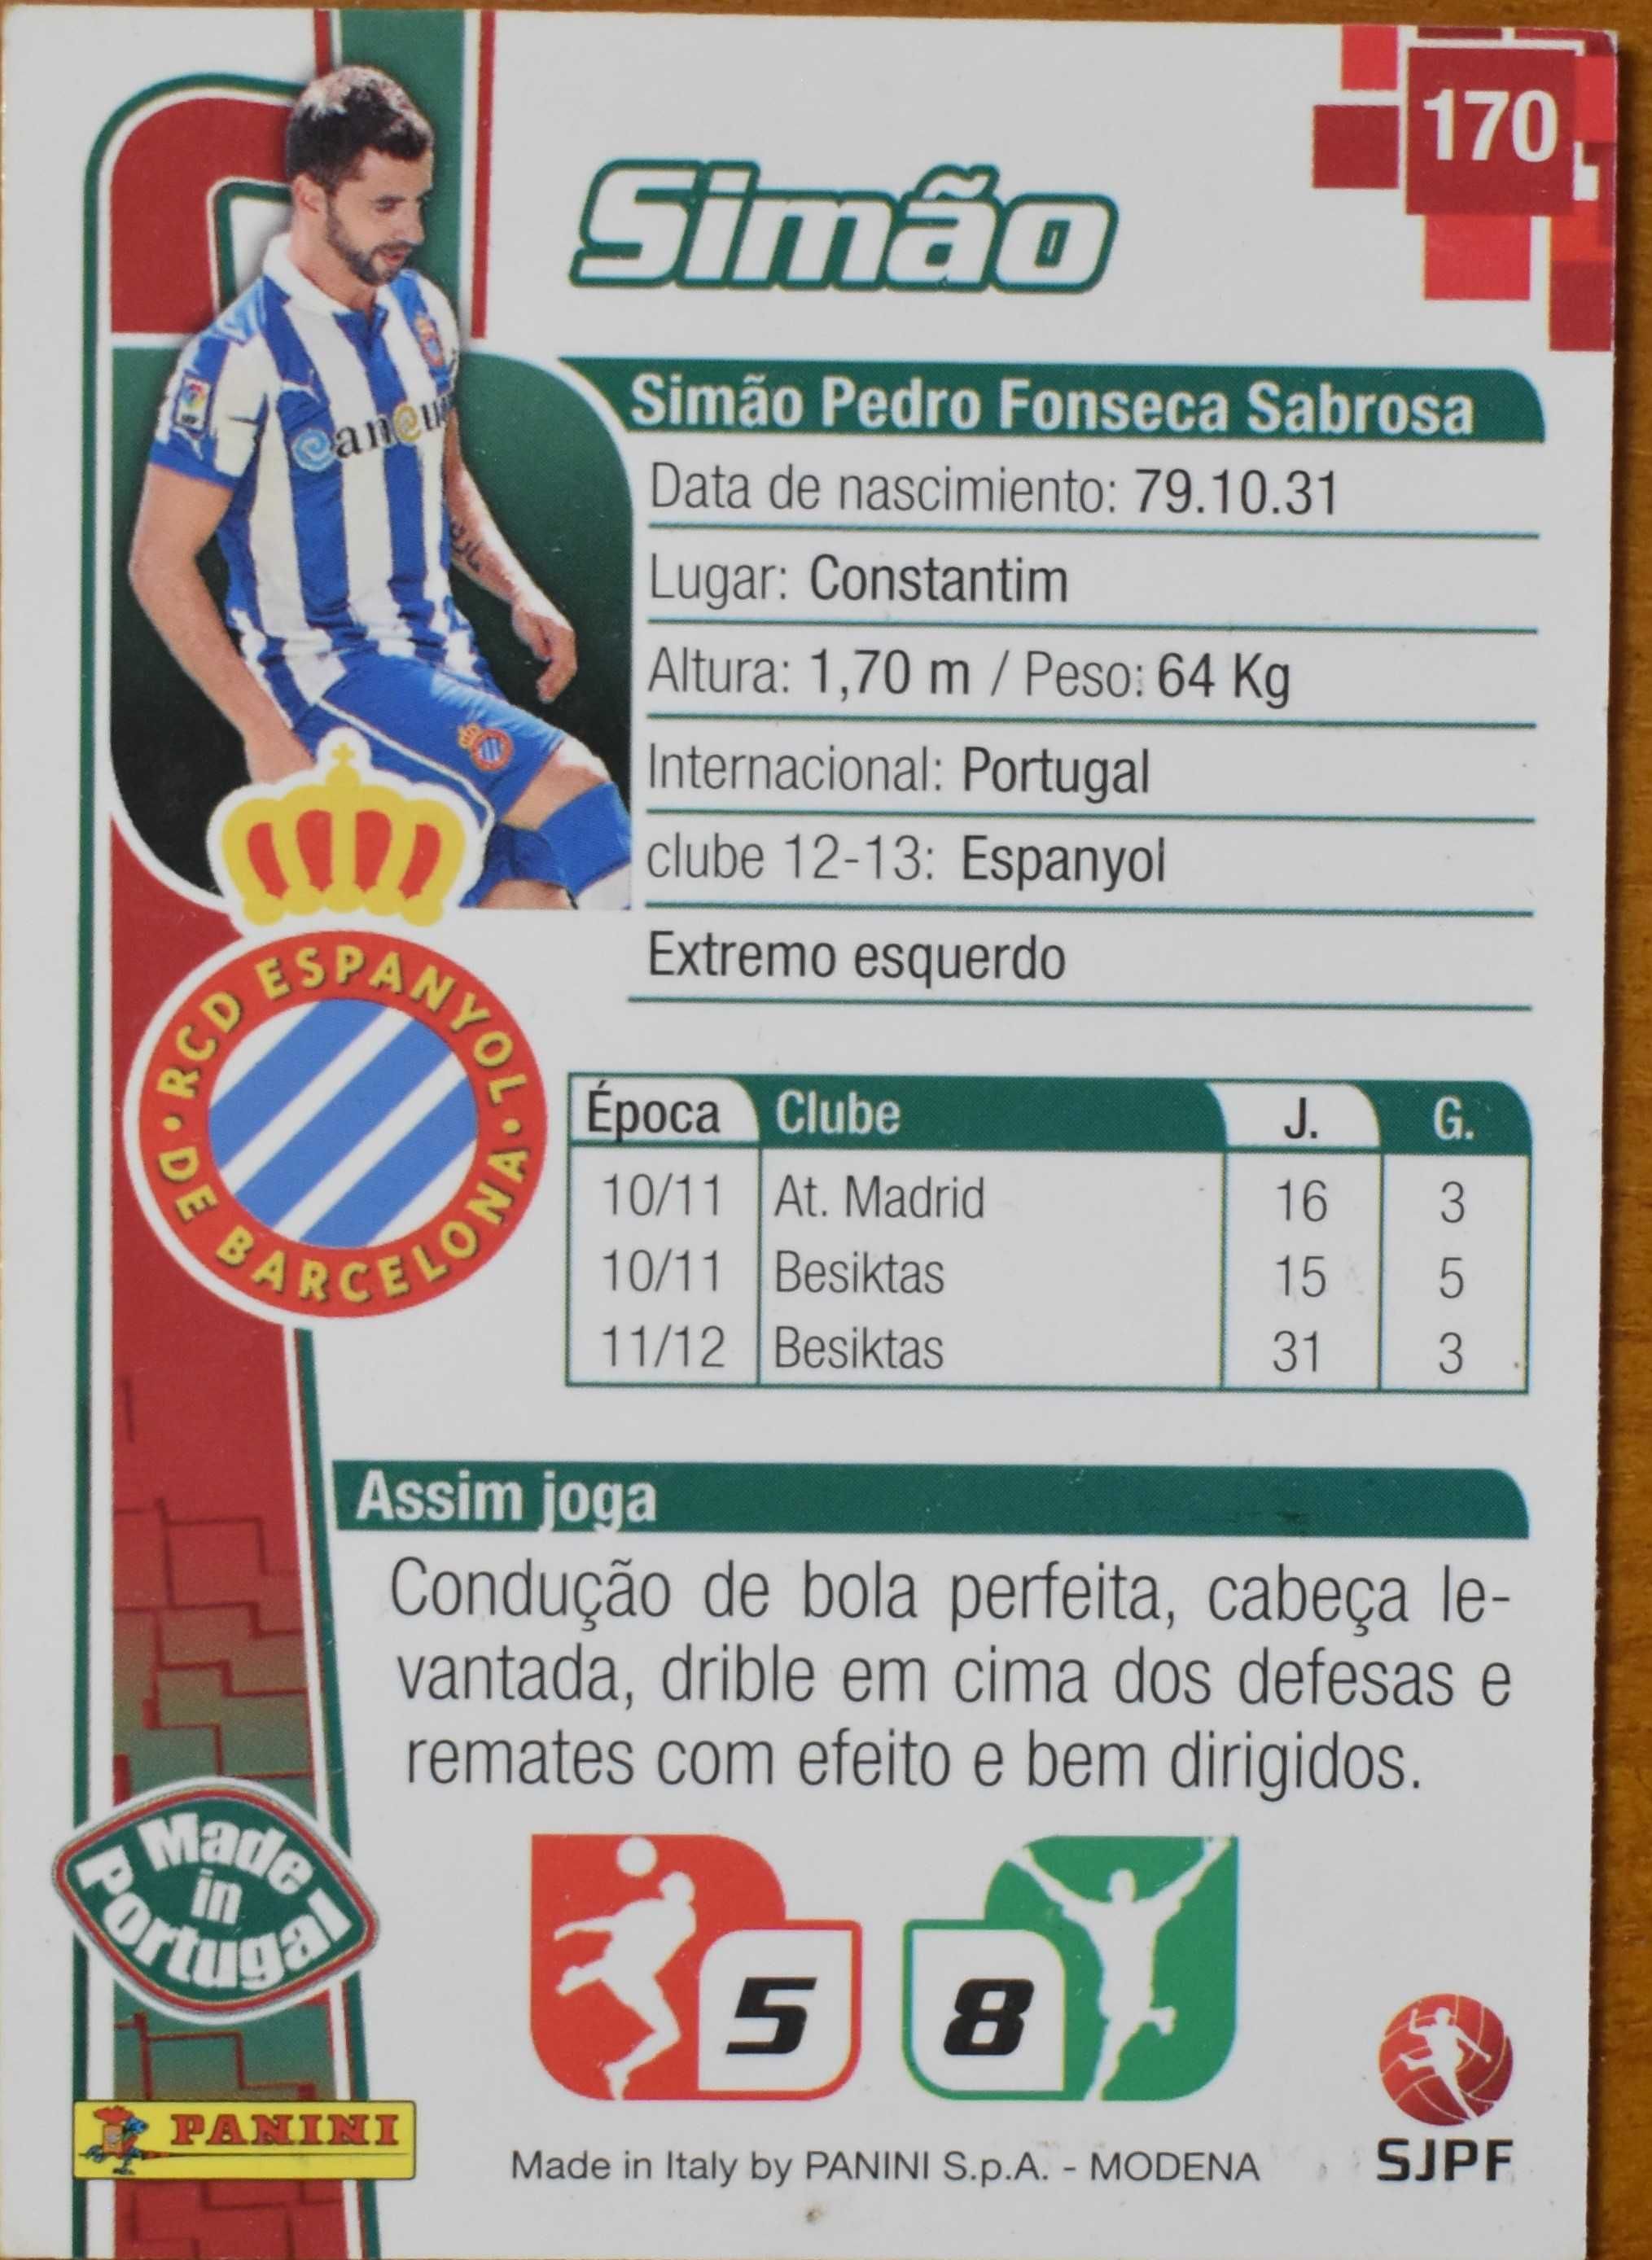 170
Simão
Simão Pedro Fonseca Sabrosa
Data de nascimiento: 79.10.31
Lugar: Constantim
Altura: 1,70 m / Peso: 64 Kg
Internacional: Portugal
clube 12-13: Espanyol
Extremo esquerdo
RCD ESPANYOL
DE BARCELONA
Época Clube J. G.
10/11 At. Madrid 16 3
10/11 Besiktas 15 5
11/12 Besiktas 31 3
Assim joga
Condução de bola perfeita, cabeça le-
vantada, drible em cima dos defesas e
remates com efeito e bem dirigidos.
Made
in
Portugal
5 8
PANINI
Made in Italy by PANINI S.p.A. - MODENA
SJPF